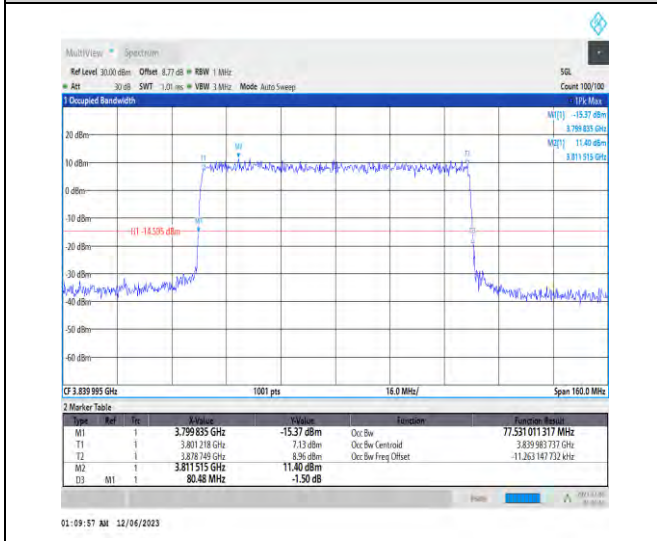 MultiView Spectrum
Ref Level 30.00 dBm Offset 8.77 dB RBW 1 MHz SGL
Att 30 dB SWT 1.01 ms VBW 3 MHz Mode Auto Sweep Count 100/100
1 Occupied Bandwidth 1Pk Max
M1[1] -15.37 dBm
3.799 835 GHz
M2[1] 11.40 dBm
3.811 515 GHz
20 dBm
M2
T1
T2
10 dBm
0 dBm
-10 dBm
M1
H1 -14.595 dBm
D3
-20 dBm
-30 dBm
-40 dBm
-50 dBm
-60 dBm
CF 3.839 995 GHz 1001 pts 16.0 MHz/ Span 160.0 MHz
2 Marker Table
Type Ref Trc X-Value Y-Value Function Function Result
M1 1 3.799 835 GHz -15.37 dBm Occ Bw 77.531 011 317 MHz
T1 1 3.801 218 GHz 7.13 dBm Occ Bw Centroid 3.839 983 737 GHz
T2 1 3.878 749 GHz 8.96 dBm Occ Bw Freq Offset -11.263 147 732 kHz
M2 1 3.811 515 GHz 11.40 dBm
D3 M1 1 80.48 MHz -1.50 dB
01:09:57 AM 12/06/2023